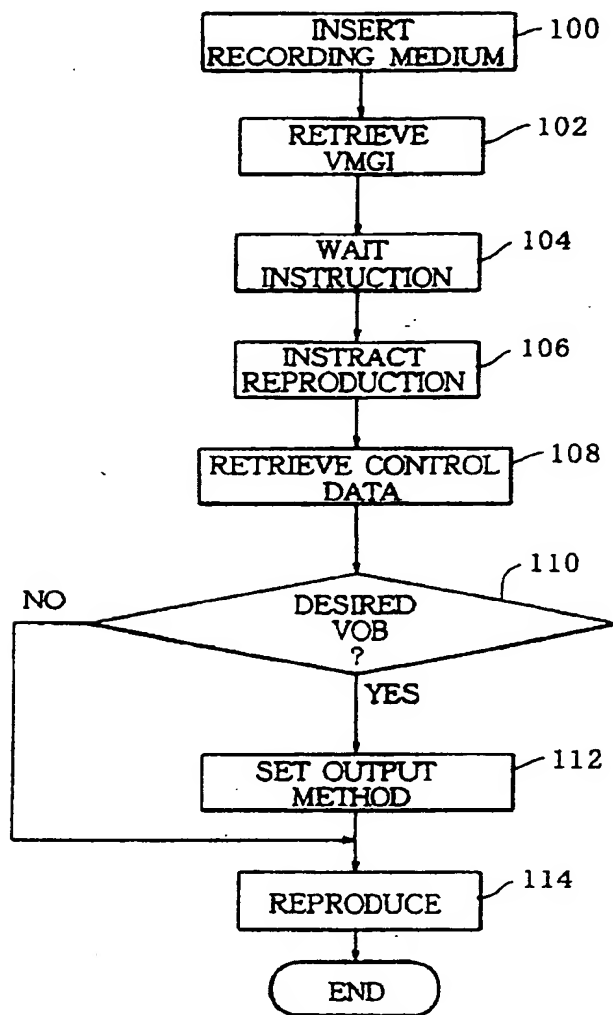 INSERT
RECORDING MEDIUM
100
RETRIEVE
VMGI
102
WAIT
INSTRUCTION
104
INSTRACT
REPRODUCTION
106
RETRIEVE CONTROL
DATA
108
110
NO
DESIRED
VOB
?
YES
SET OUTPUT
METHOD
112
REPRODUCE
114
END